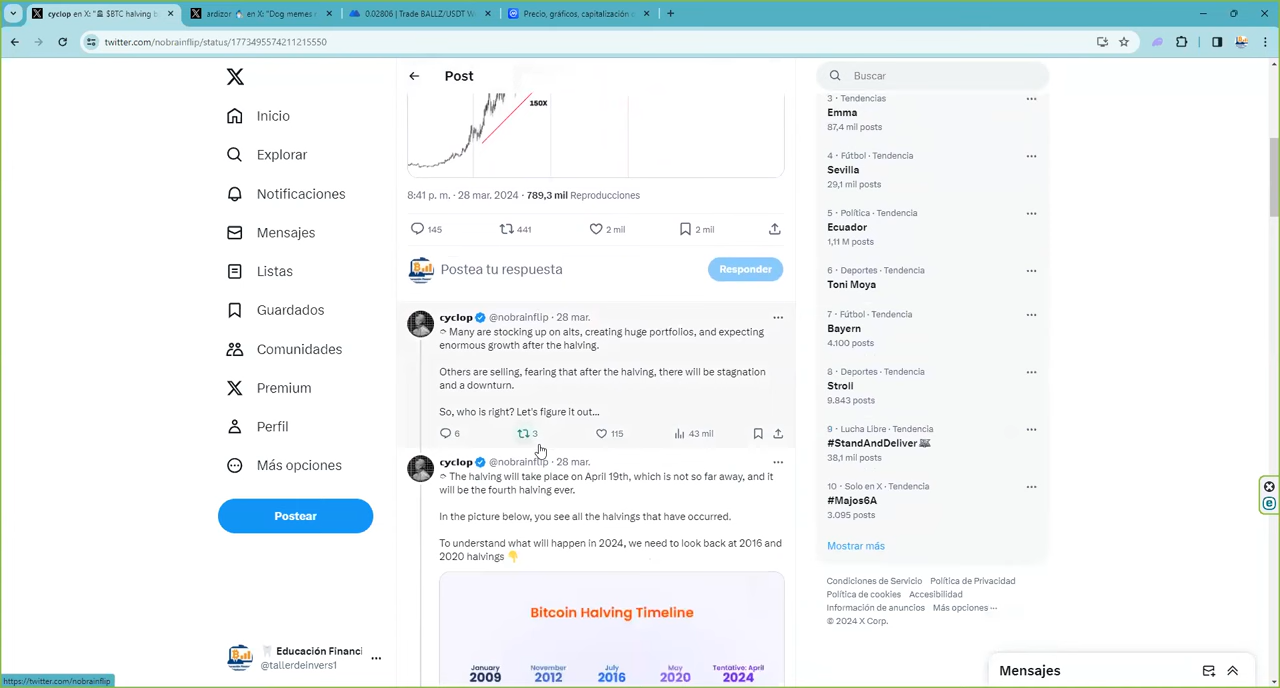 cyclop en X: "🏛 $BTC halving b
ardizor en X: "Dog memes r
0.02806 | Trade BALLZ/USDT W
Precio, gráficos, capitalización
twitter.com/nobrainflip/status/1773495574211215550
Inicio
Explorar
Notificaciones
Mensajes
Listas
Guardados
Comunidades
Premium
Perfil
Más opciones
Postear
Educación Financi
@tallerdeinvers1
https://twitter.com/nobrainflip
Post
150X
8:41 p. m. · 28 mar. 2024 · 789,3 mil Reproducciones
145 441 2 mil 2 mil
Postea tu respuesta
Responder
cyclop @nobrainflip · 28 mar.
Many are stocking up on alts, creating huge portfolios, and expecting
enormous growth after the halving.
Others are selling, fearing that after the halving, there will be stagnation
and a downturn.
So, who is right? Let's figure it out...
6 3 115 43 mil
cyclop @nobrainflip · 28 mar.
The halving will take place on April 19th, which is not so far away, and it
will be the fourth halving ever.
In the picture below, you see all the halvings that have occurred.
To understand what will happen in 2024, we need to look back at 2016 and
2020 halvings 👇
Bitcoin Halving Timeline
January November July May Tentative: April
2009 2012 2016 2020 2024
Buscar
3 · Tendencias
Emma
87,4 mil posts
4 · Fútbol · Tendencia
Sevilla
29,1 mil posts
5 · Política · Tendencia
Ecuador
1,11 M posts
6 · Deportes · Tendencia
Toni Moya
7 · Fútbol · Tendencia
Bayern
4.100 posts
8 · Deportes · Tendencia
Stroll
9.843 posts
9 · Lucha Libre · Tendencia
#StandAndDeliver
38,1 mil posts
10 · Solo en X · Tendencia
#Majos6A
3.095 posts
Mostrar más
Condiciones de Servicio Política de Privacidad
Política de cookies Accesibilidad
Información de anuncios Más opciones ···
© 2024 X Corp.
Mensajes